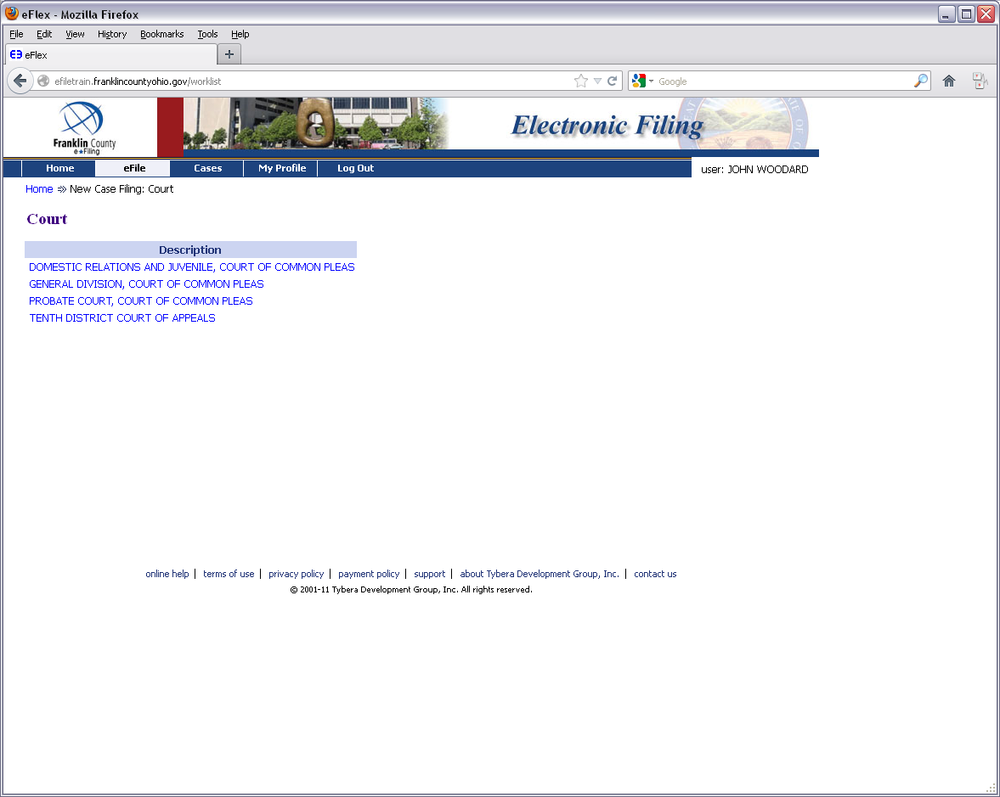 eFlex - Mozilla Firefox
File Edit View History Bookmarks Tools Help
eFlex
efiletrain.franklincountyohio.gov/worklist
Google
Franklin County
e★Filing
Electronic Filing
Home eFile Cases My Profile Log Out
user: JOHN WOODARD
Home ⇒ New Case Filing: Court
Court
Description
DOMESTIC RELATIONS AND JUVENILE, COURT OF COMMON PLEAS
GENERAL DIVISION, COURT OF COMMON PLEAS
PROBATE COURT, COURT OF COMMON PLEAS
TENTH DISTRICT COURT OF APPEALS
online help | terms of use | privacy policy | payment policy | support | about Tybera Development Group, Inc. | contact us
© 2001-11 Tybera Development Group, Inc. All rights reserved.